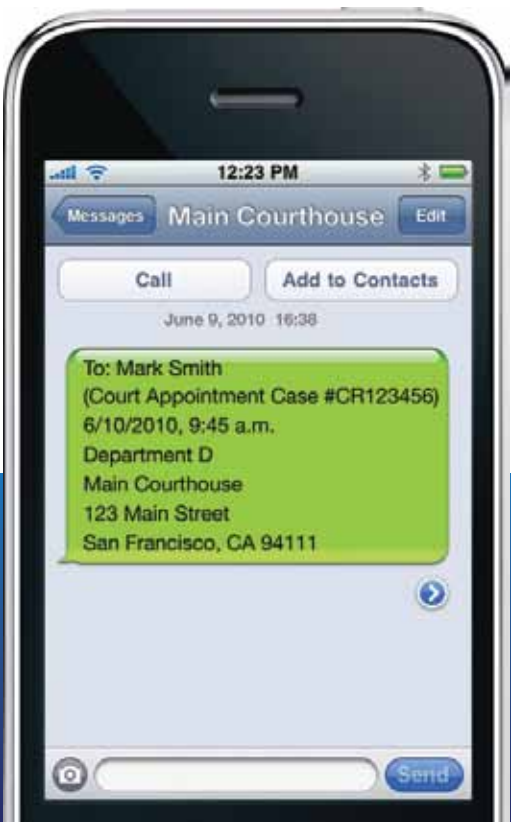 12:23 PM
Messages Main Courthouse Edit
Call Add to Contacts
June 9, 2010 16:38
To: Mark Smith
(Court Appointment Case #CR123456)
6/10/2010, 9:45 a.m.
Department D
Main Courthouse
123 Main Street
San Francisco, CA 94111
Send